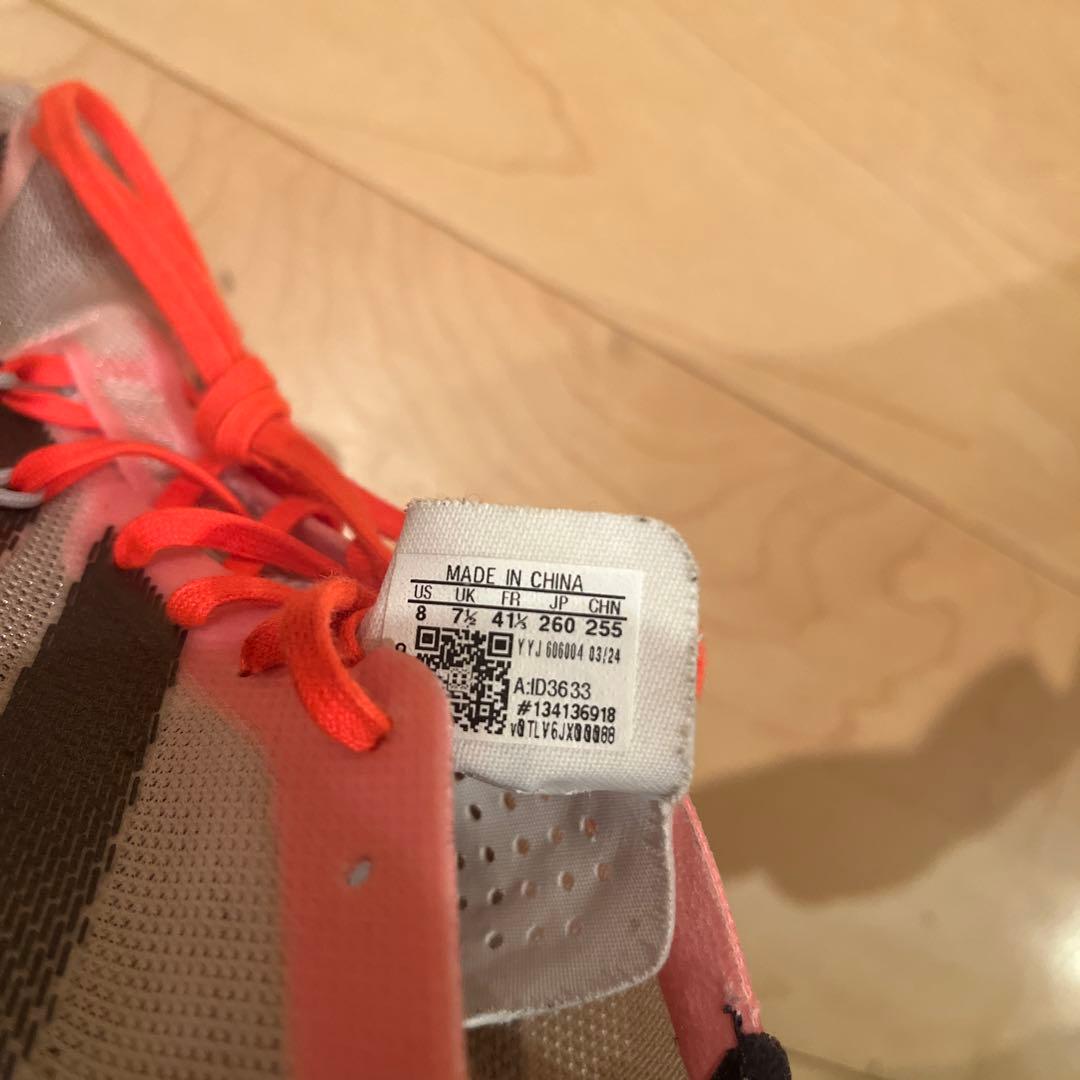 MADE IN CHINA
US UK FR JP CHN
8 7½ 41⅓ 260 255
YYJ 606004 03/24
A:ID3633
#134136918